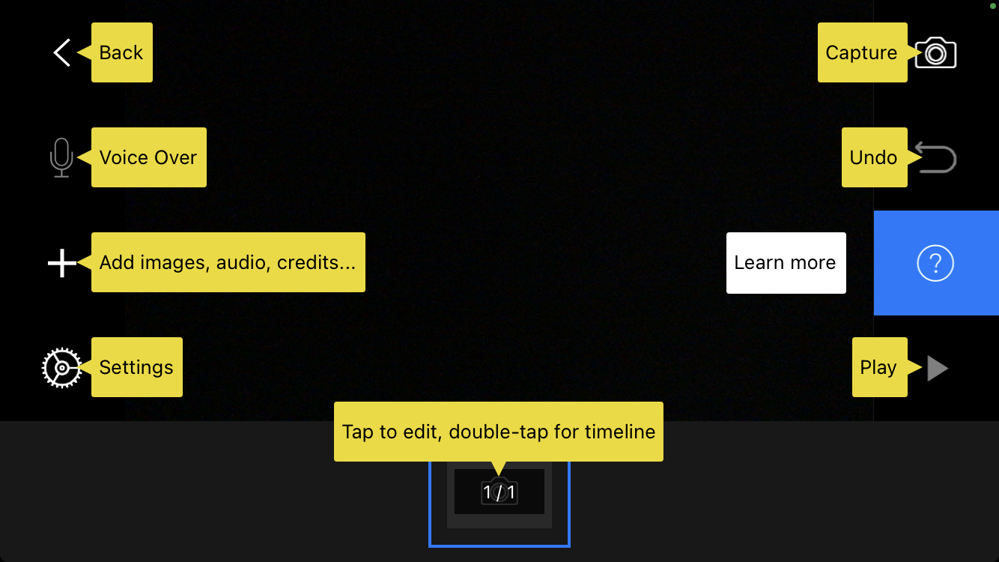 Back
Capture
Voice Over
Undo
Add images, audio, credits...
Learn more
?
Settings
Play
Tap to edit, double-tap for timeline
1 / 1